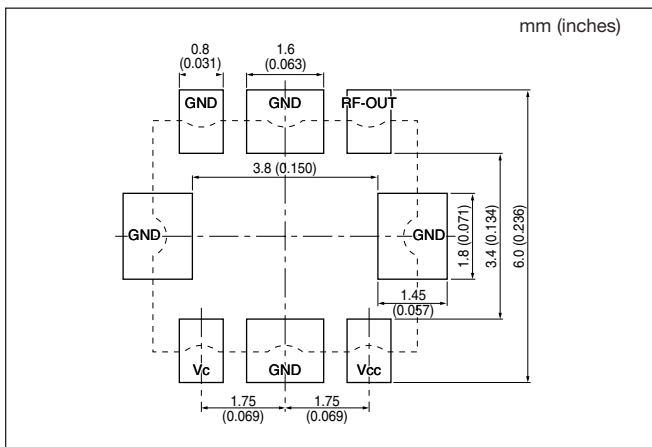 mm (inches)
0.8
(0.031)
1.6
(0.063)
GND
GND
RF-OUT
3.8 (0.150)
GND
GND
1.8 (0.071)
3.4 (0.134)
6.0 (0.236)
1.45
(0.057)
Vc
GND
Vcc
1.75
(0.069)
1.75
(0.069)